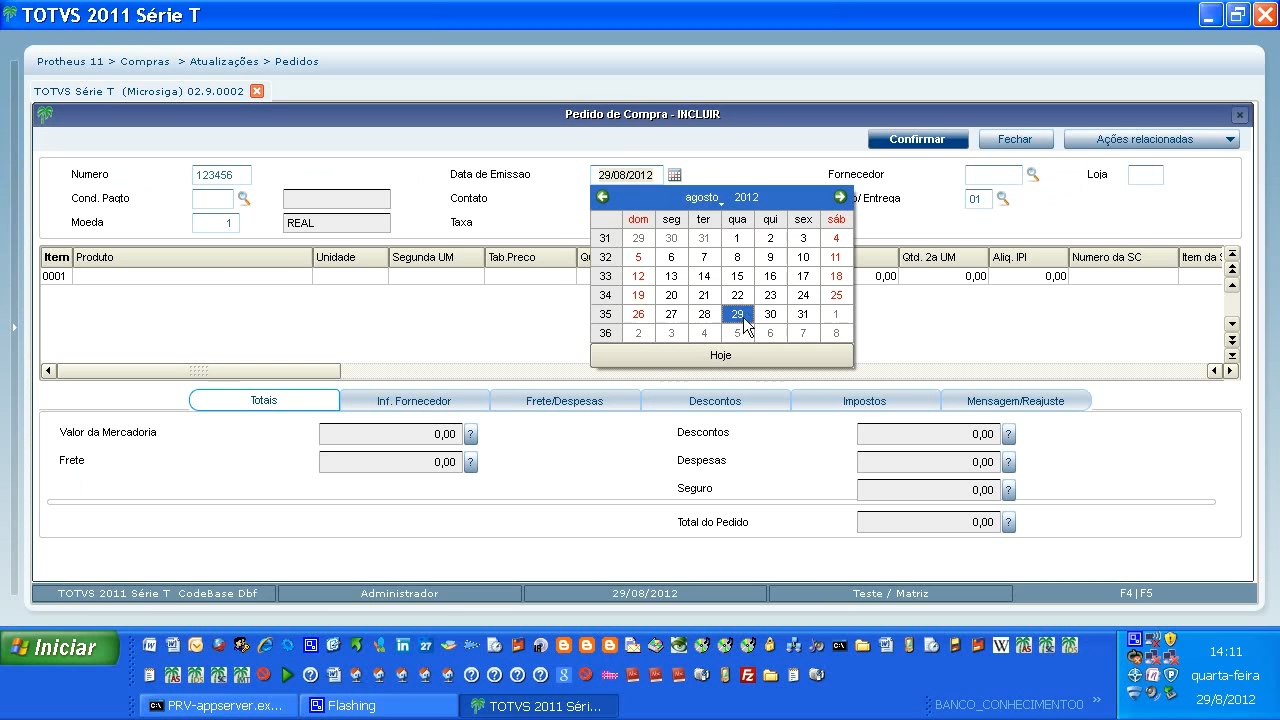 TOTVS 2011 Série T
Protheus 11 > Compras > Atualizações > Pedidos
TOTVS Série T (Microsiga) 02.9.0002
Pedido de Compra - INCLUIR
Confirmar Fechar Ações relacionadas
Numero 123456 Data de Emissao 29/08/2012 Fornecedor Loja
Cond. Pagto Contato / Entrega 01
Moeda 1 REAL Taxa
agosto 2012
dom seg ter qua qui sex sáb
31 29 30 31 1 2 3 4
32 5 6 7 8 9 10 11
33 12 13 14 15 16 17 18
34 19 20 21 22 23 24 25
35 26 27 28 29 30 31 1
36 2 3 4 5 6 7 8
Hoje
Item Produto Unidade Segunda UM Tab.Preco Qtd. 2a UM Aliq. IPI Numero da SC Item da
0001 0,00 0,00
Totais Inf. Fornecedor Frete/Despesas Descontos Impostos Mensagem/Reajuste
Valor da Mercadoria 0,00 ? Descontos 0,00 ?
Frete 0,00 ? Despesas 0,00 ?
Seguro 0,00 ?
Total do Pedido 0,00 ?
TOTVS 2011 Série T CodeBase Dbf Administrador 29/08/2012 Teste / Matriz F4|F5
Iniciar
14:11
quarta-feira
29/8/2012
PRV-appserver.ex... Flashing TOTVS 2011 Séri... BANCO_CONHECIMENTO0 »